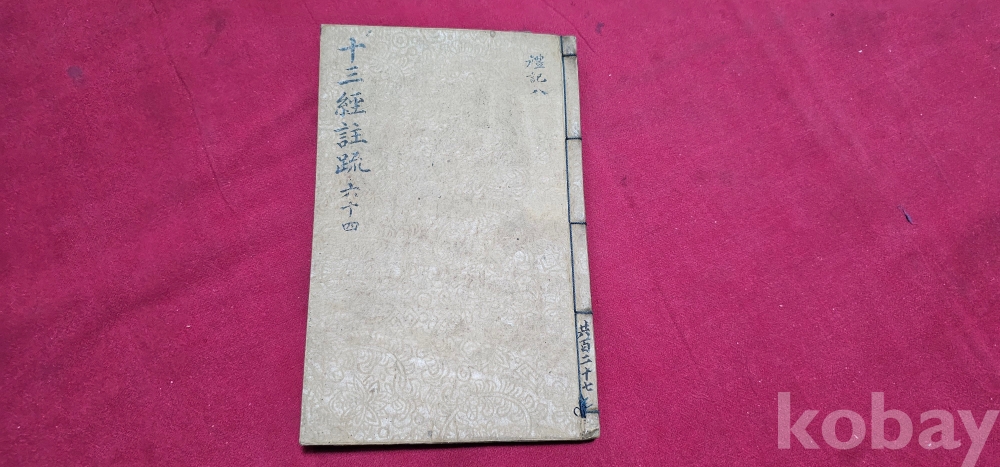 十三經註疏 六十四
禮記八
共百二十七
kobay